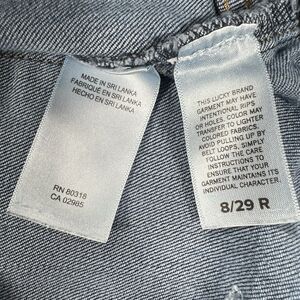 MADE IN SRI LANKA
FABRIQUÉ EN SRI LANKA
HECHO EN SRI LANKA
RN 80318
CA 02985
THIS LUCKY BRAND
GARMENT MAY HAVE
INTENTIONAL RIPS
OR HOLES. COLOR MAY
TRANSFER TO LIGHTER
COLORED FABRICS.
AVOID PULLING UP BY
BELT LOOPS, SIMPLY
FOLLOW THE CARE
INSTRUCTIONS TO
ENSURE THAT YOUR
GARMENT MAINTAINS ITS
INDIVIDUAL CHARACTER.
8/29 R